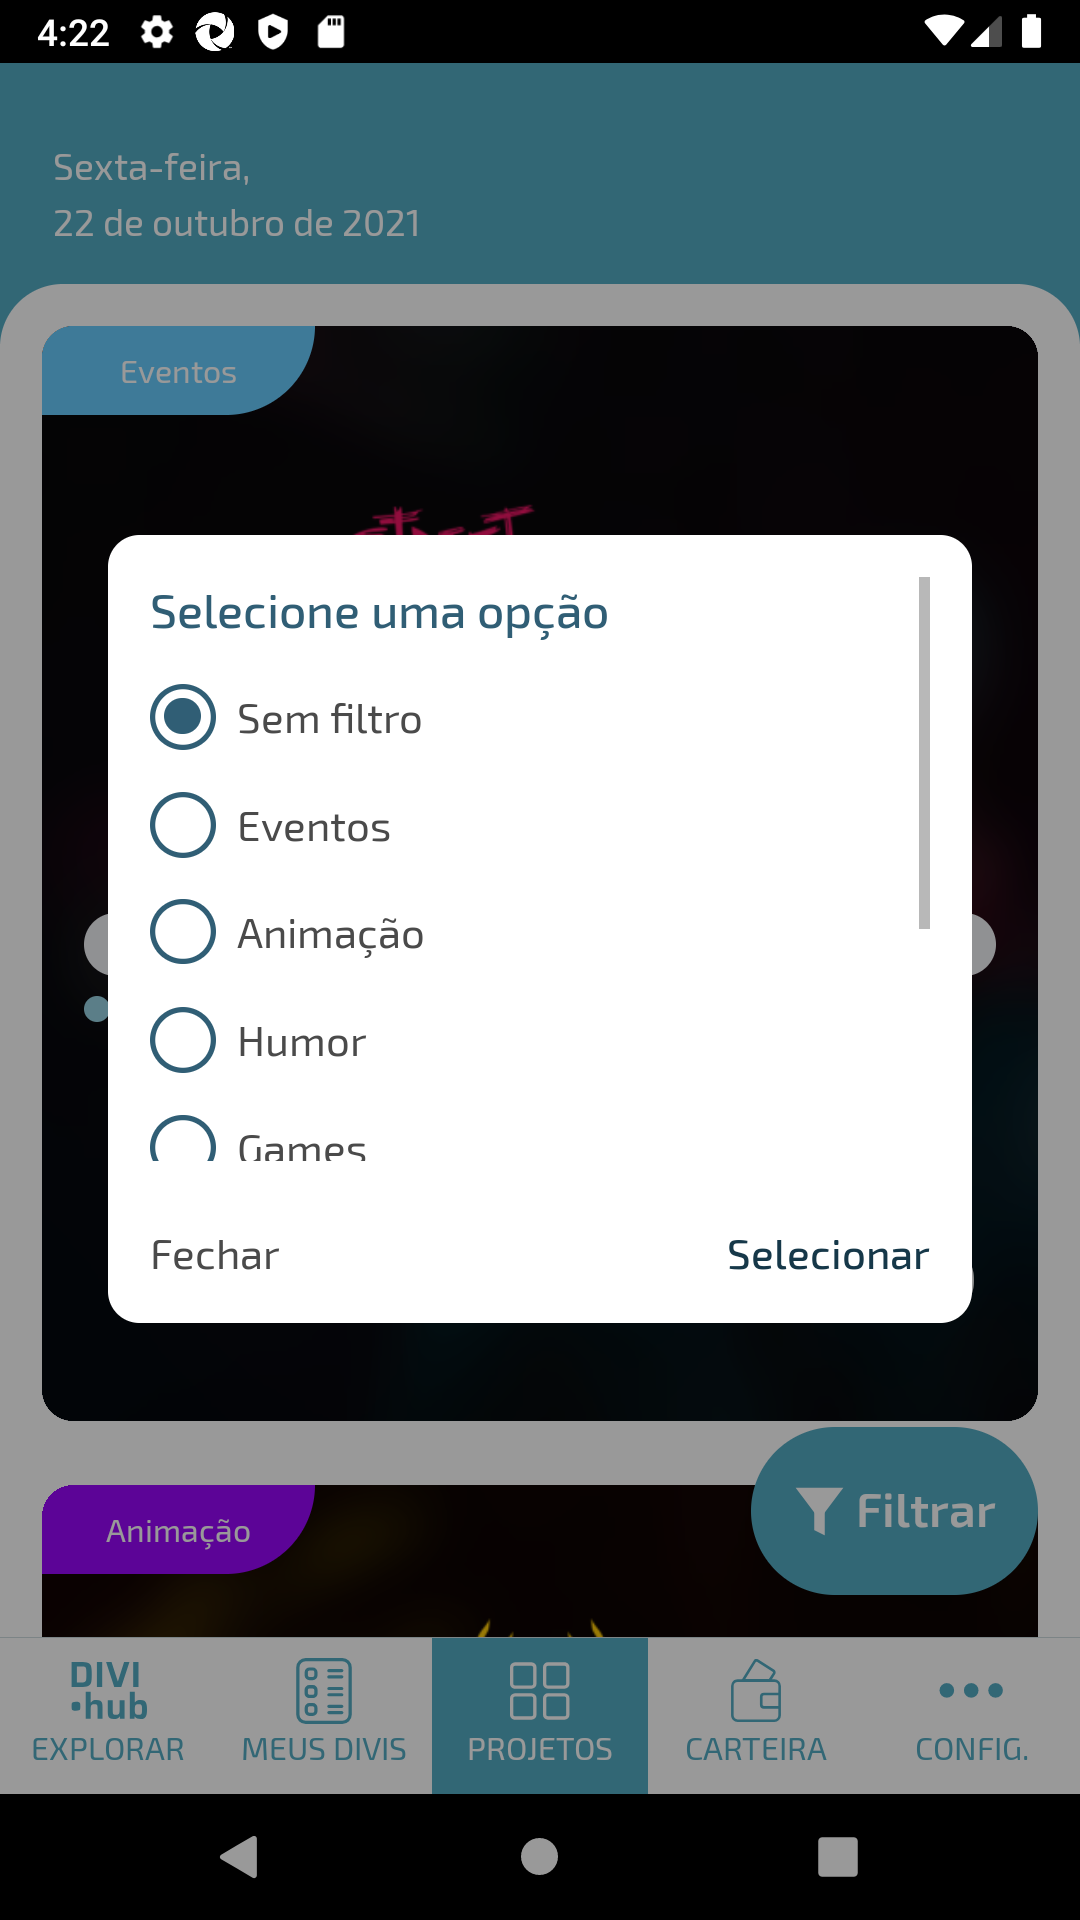 4:22
Sexta-feira,
22 de outubro de 2021
Eventos
Selecione uma opção
Sem filtro
Eventos
Animação
Humor
Games
Fechar
Selecionar
Filtrar
Animação
DIVI
•hub
EXPLORAR
MEUS DIVIS
PROJETOS
CARTEIRA
CONFIG.